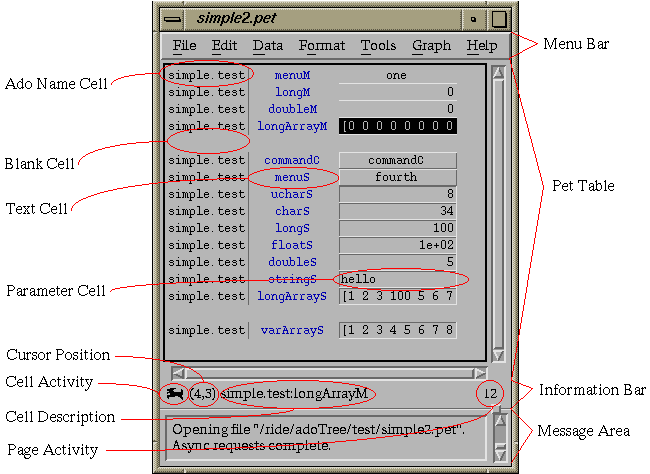 simple2.pet
File Edit Data Format Tools Graph Help
Menu Bar
simple.test menuM one
Ado Name Cell
simple.test longM 0
simple.test doubleM 0
simple.test longArrayM [0 0 0 0 0 0 0 0
Blank Cell
simple.test commandC commandC
simple.test menuS fourth
Pet Table
Text Cell
simple.test ucharS 8
simple.test charS 34
simple.test longS 100
simple.test floatS 1e+02
simple.test doubleS 5
simple.test stringS hello
Parameter Cell
simple.test longArrayS [1 2 3 100 5 6 7
simple.test varArrayS [1 2 3 4 5 6 7 8
Cursor Position
Cell Activity
(4,3) simple.test:longArrayM 12
Information Bar
Cell Description
Opening file "/ride/adoTree/test/simple2.pet".
Message Area
Async requests complete.
Page Activity